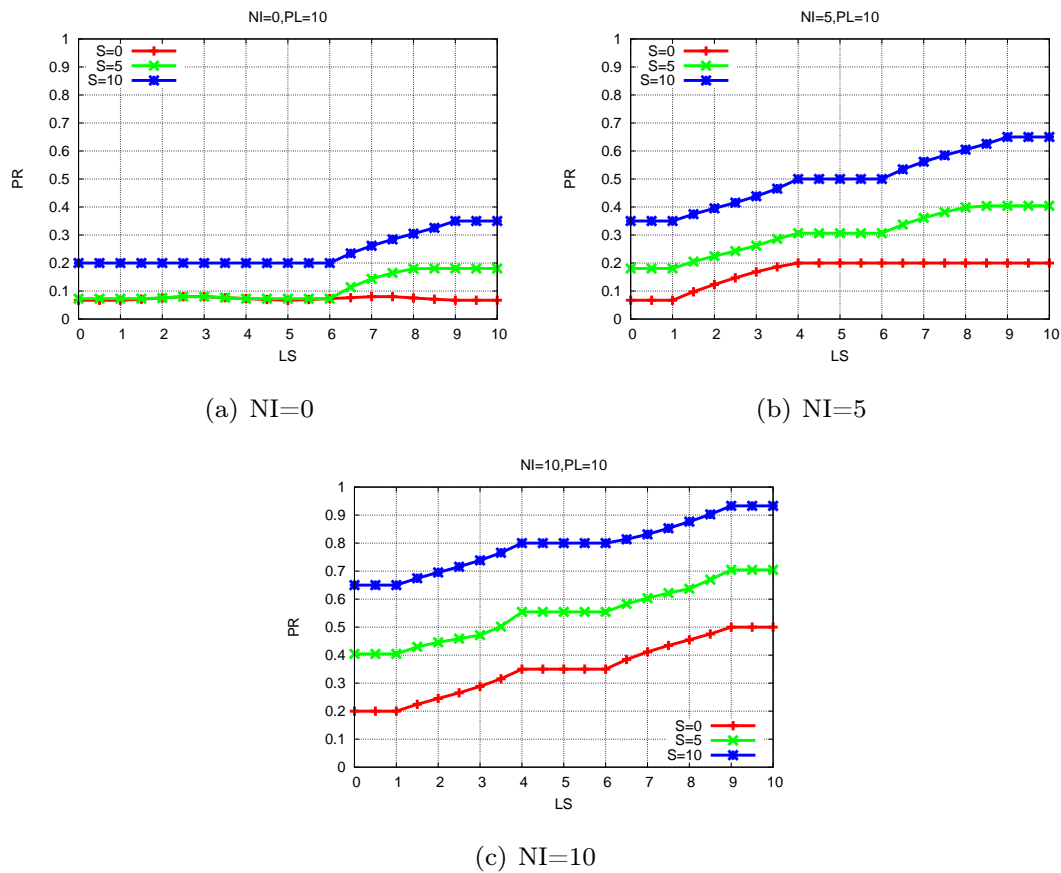 NI=0,PL=10
1
0.9
0.8
0.7
0.6
0.5
0.4
0.3
0.2
0.1
0
PR
S=0
S=5
S=10
0 1 2 3 4 5 6 7 8 9 10
LS
(a) NI=0
NI=5,PL=10
1
0.9
0.8
0.7
0.6
0.5
0.4
0.3
0.2
0.1
0
PR
S=0
S=5
S=10
0 1 2 3 4 5 6 7 8 9 10
LS
(b) NI=5
NI=10,PL=10
1
0.9
0.8
0.7
0.6
0.5
0.4
0.3
0.2
0.1
0
PR
S=0
S=5
S=10
0 1 2 3 4 5 6 7 8 9 10
LS
(c) NI=10